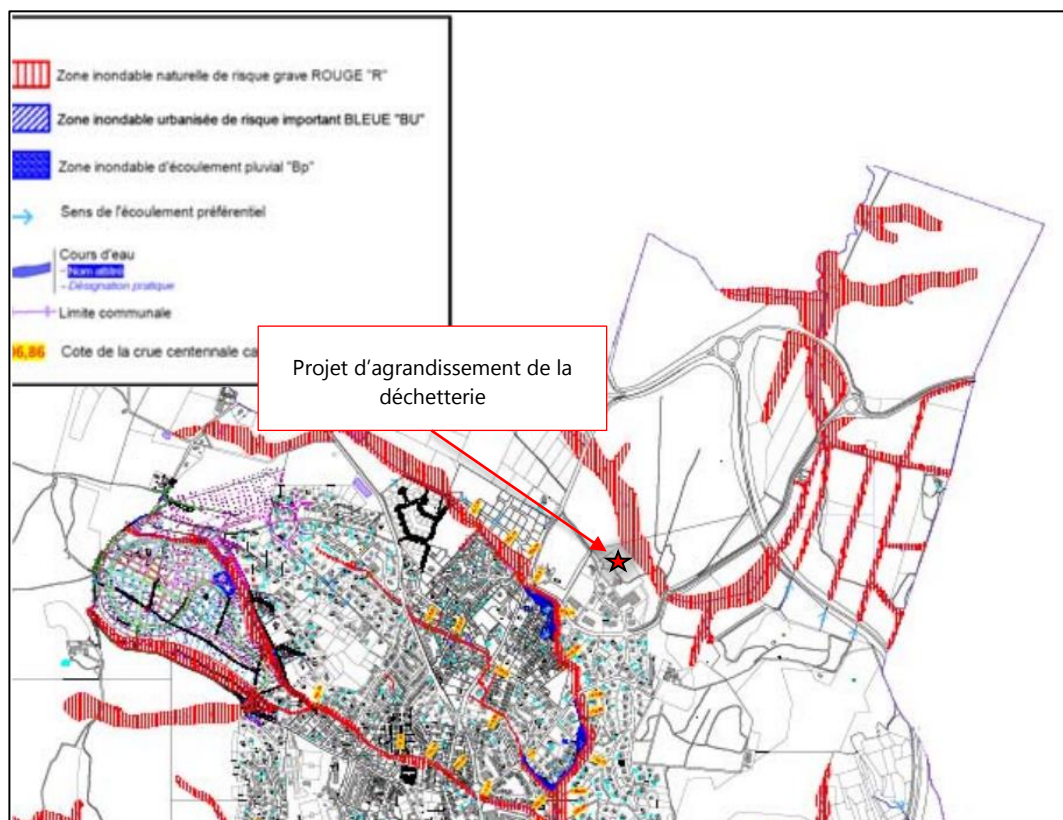 Zone inondable naturelle de risque grave ROUGE "R"
Zone inondable urbanisée de risque important BLEUE "BU"
Zone inondable d'écoulement pluvial "Bp"
Sens de l'écoulement préférentiel
Cours d'eau
- Nom attitré
- Désignation pratique
Limite communale
6,86 Cote de la crue centennale ca
Projet d'agrandissement de la
déchetterie